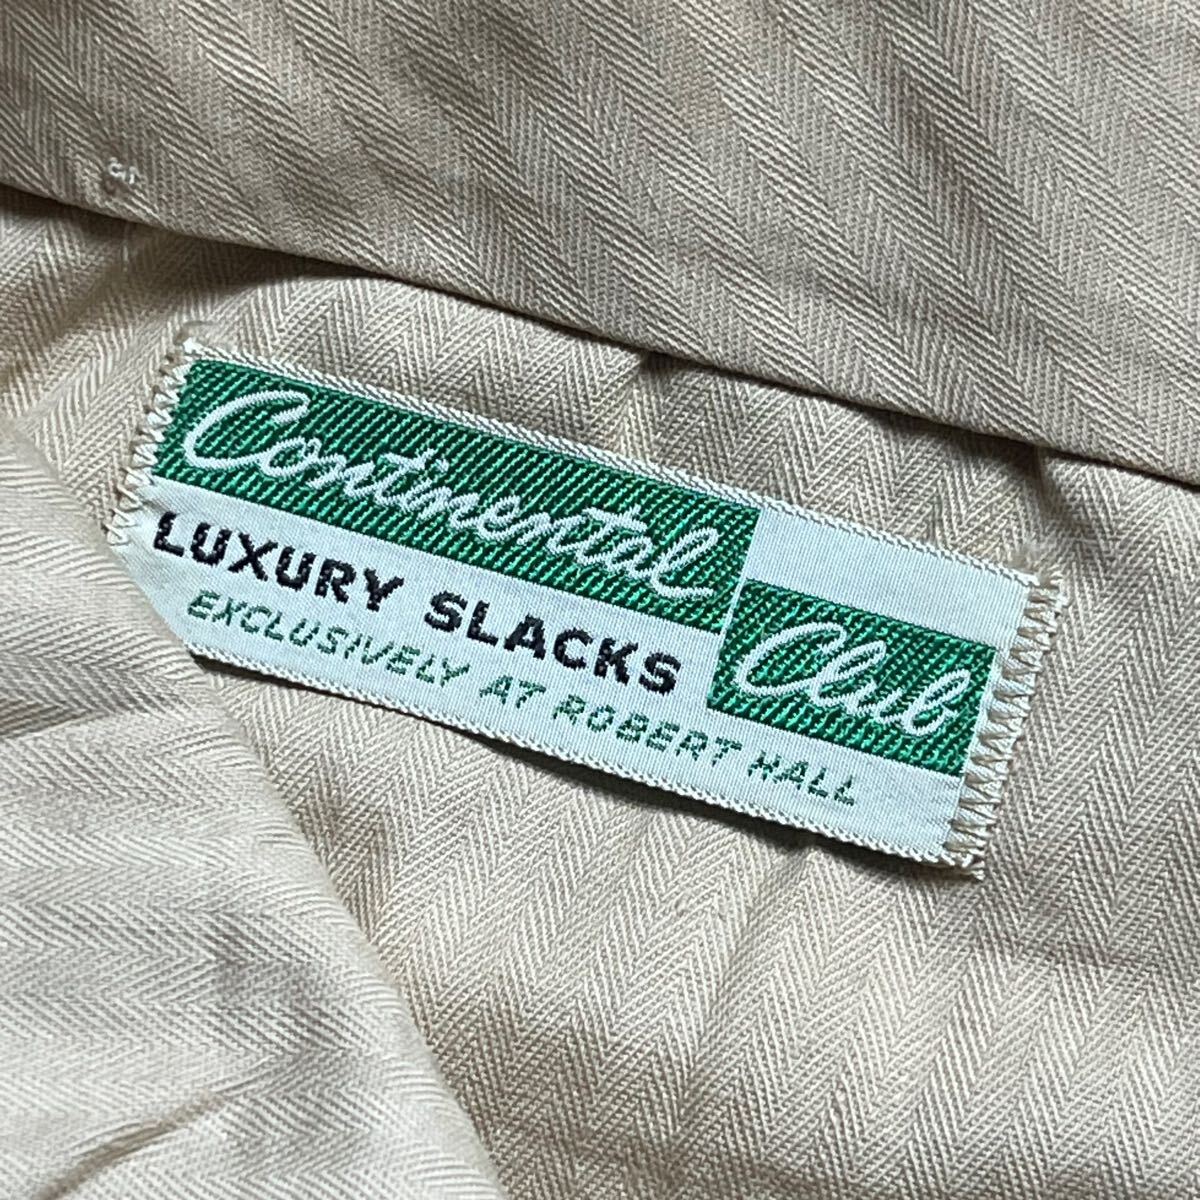 Continental
Club
LUXURY SLACKS
EXCLUSIVELY AT ROBERT HALL